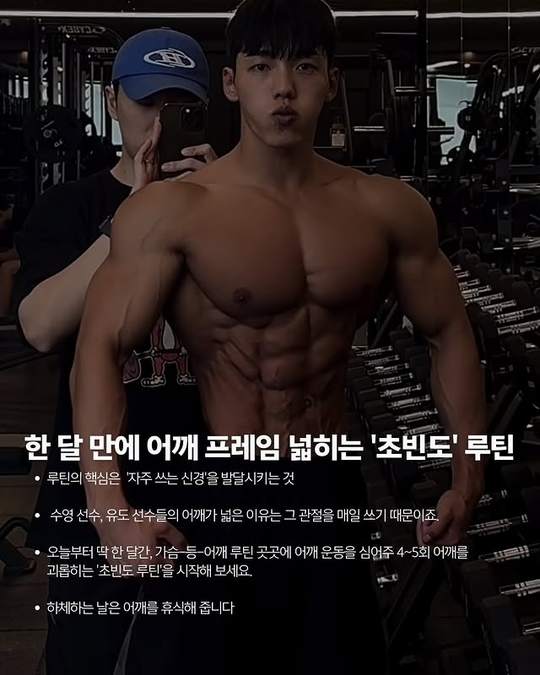 한 달 만에 어깨 프레임 넓히는 '초빈도' 루틴
• 루틴의 핵심은 '자주 쓰는 신경'을 발달시키는 것
• 수영 선수, 유도 선수들의 어깨가 넓은 이유는 그 관절을 매일 쓰기 때문이죠.
• 오늘부터 딱 한 달간, 가슴-등-어깨 루틴 곳곳에 어깨 운동을 심어주 4~5회 어깨를
괴롭히는 '초빈도 루틴'을 시작해 보세요.
• 하체하는 날은 어깨를 휴식해 줍니다